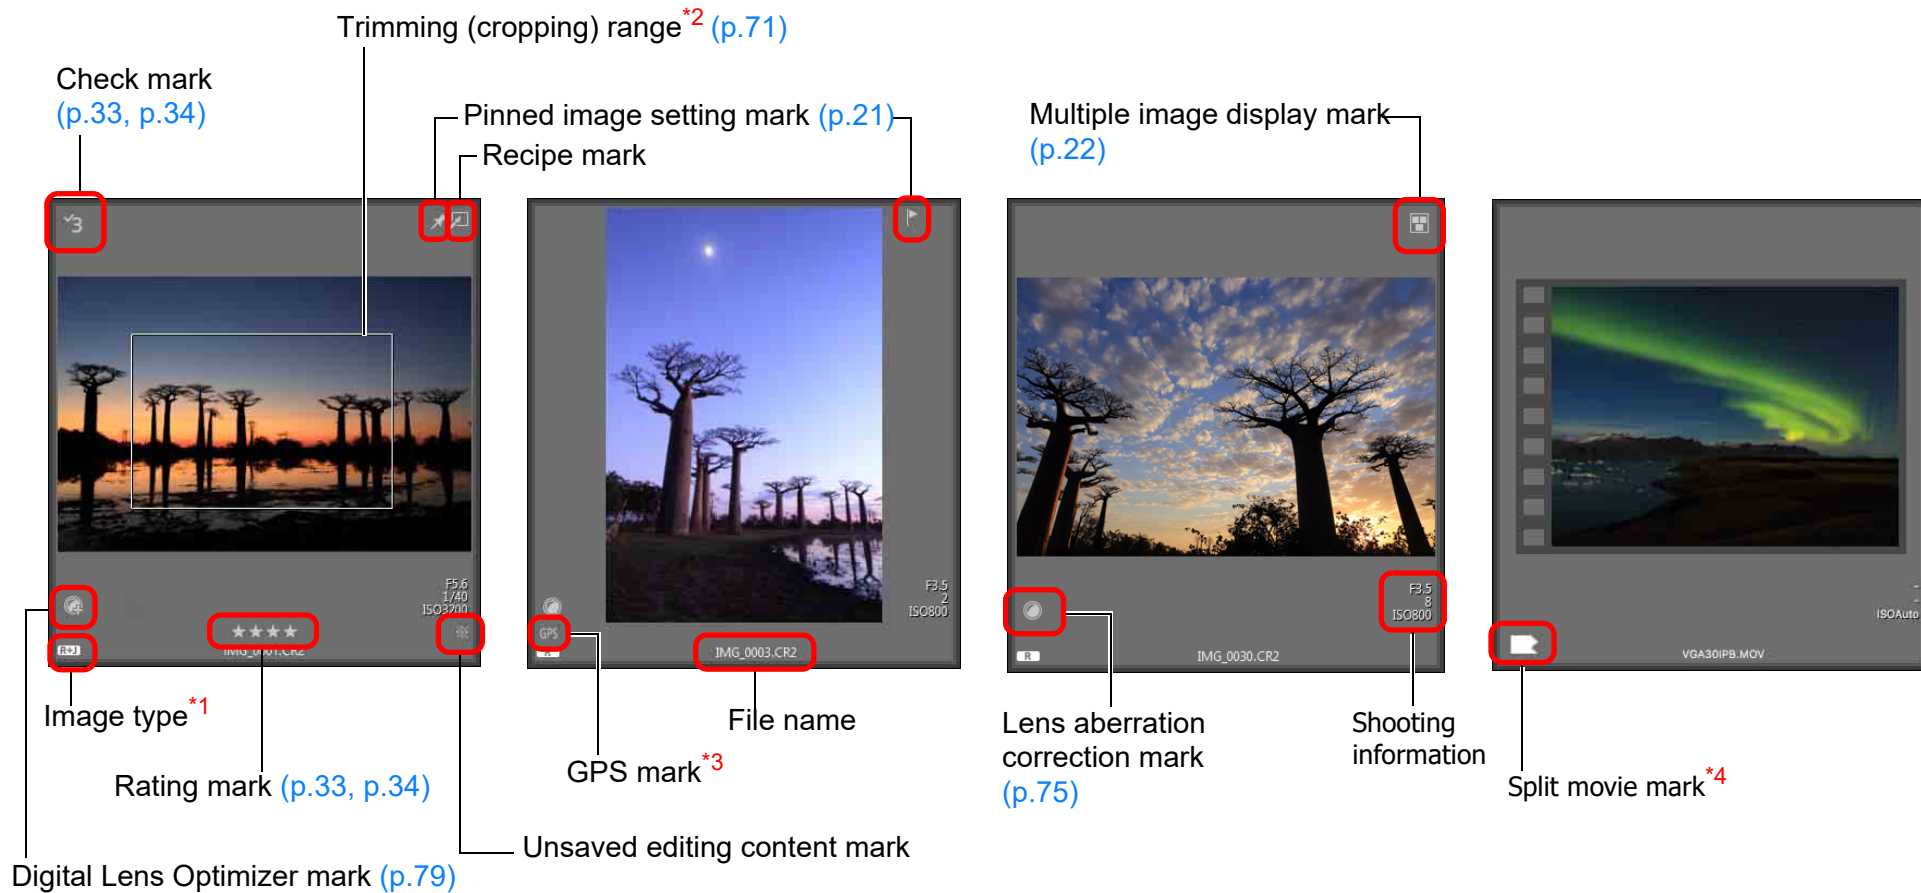 Trimming (cropping) range*2 (p.71)
Check mark
(p.33, p.34)
Pinned image setting mark (p.21)
Recipe mark
Multiple image display mark
(p.22)
3
F5.6
1/40
ISO3200
★★★★
R+J
IMG_0001.CR2
F3.5
2
ISO800
GPS
R
IMG_0003.CR2
F3.5
8
ISO800
R
IMG_0030.CR2
-
-
ISOAuto
VGA30IPB.MOV
Image type*1
Rating mark (p.33, p.34)
Digital Lens Optimizer mark (p.79)
Unsaved editing content mark
GPS mark*3
File name
Lens aberration
correction mark
(p.75)
Shooting
information
Split movie mark*4